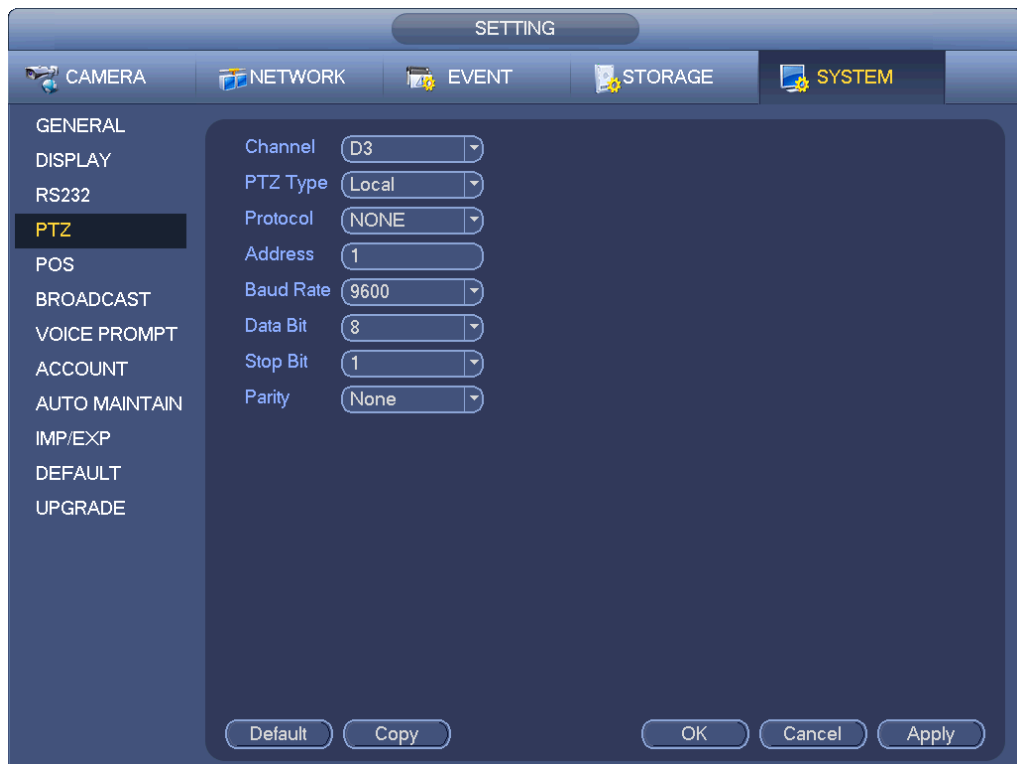 SETTING
CAMERA NETWORK EVENT STORAGE SYSTEM
GENERAL
DISPLAY
RS232
PTZ
POS
BROADCAST
VOICE PROMPT
ACCOUNT
AUTO MAINTAIN
IMP/EXP
DEFAULT
UPGRADE
Channel D3
PTZ Type Local
Protocol NONE
Address 1
Baud Rate 9600
Data Bit 8
Stop Bit 1
Parity None
Default Copy OK Cancel Apply